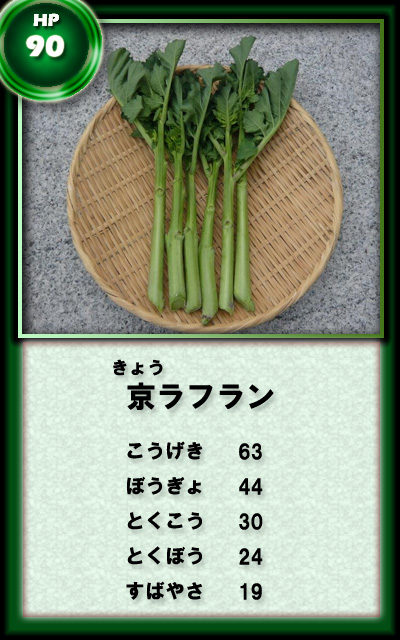 HP
90
きょう
京ラフラン
こうげき 63
ぼうぎょ 44
とくこう 30
とくぼう 24
すばやさ 19